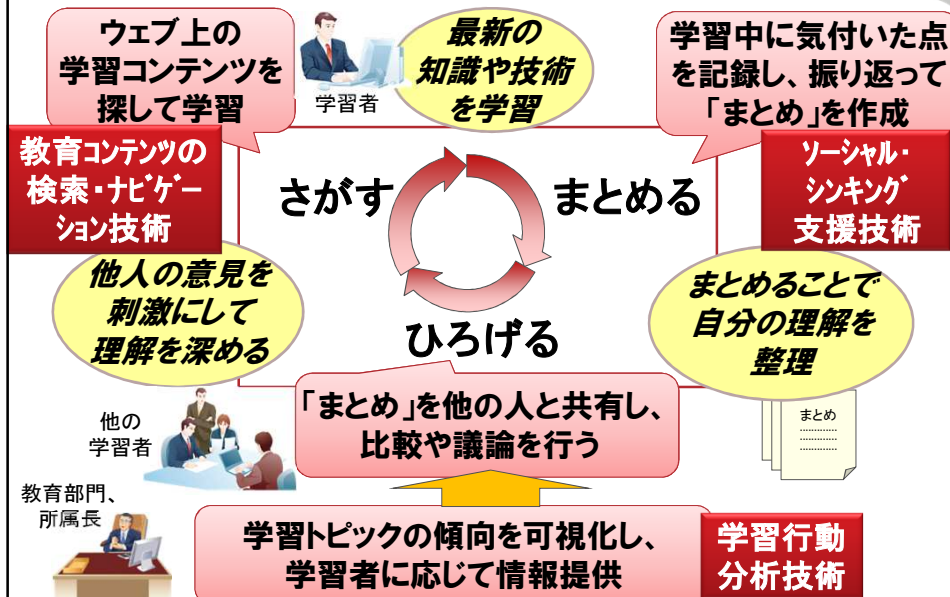 ウェブ上の
学習コンテンツを
探して学習
学習者
最新の
知識や技術
を学習
学習中に気付いた点
を記録し、振り返って
「まとめ」を作成
教育コンテンツの
検索・ナビゲー
ション技術
さがす
まとめる
ソーシャル・
シンキング
支援技術
他人の意見を
刺激にして
理解を深める
ひろげる
まとめることで
自分の理解を
整理
他の
学習者
「まとめ」を他の人と共有し、
比較や議論を行う
まとめ
教育部門、
所属長
学習トピックの傾向を可視化し、
学習者に応じて情報提供
学習行動
分析技術